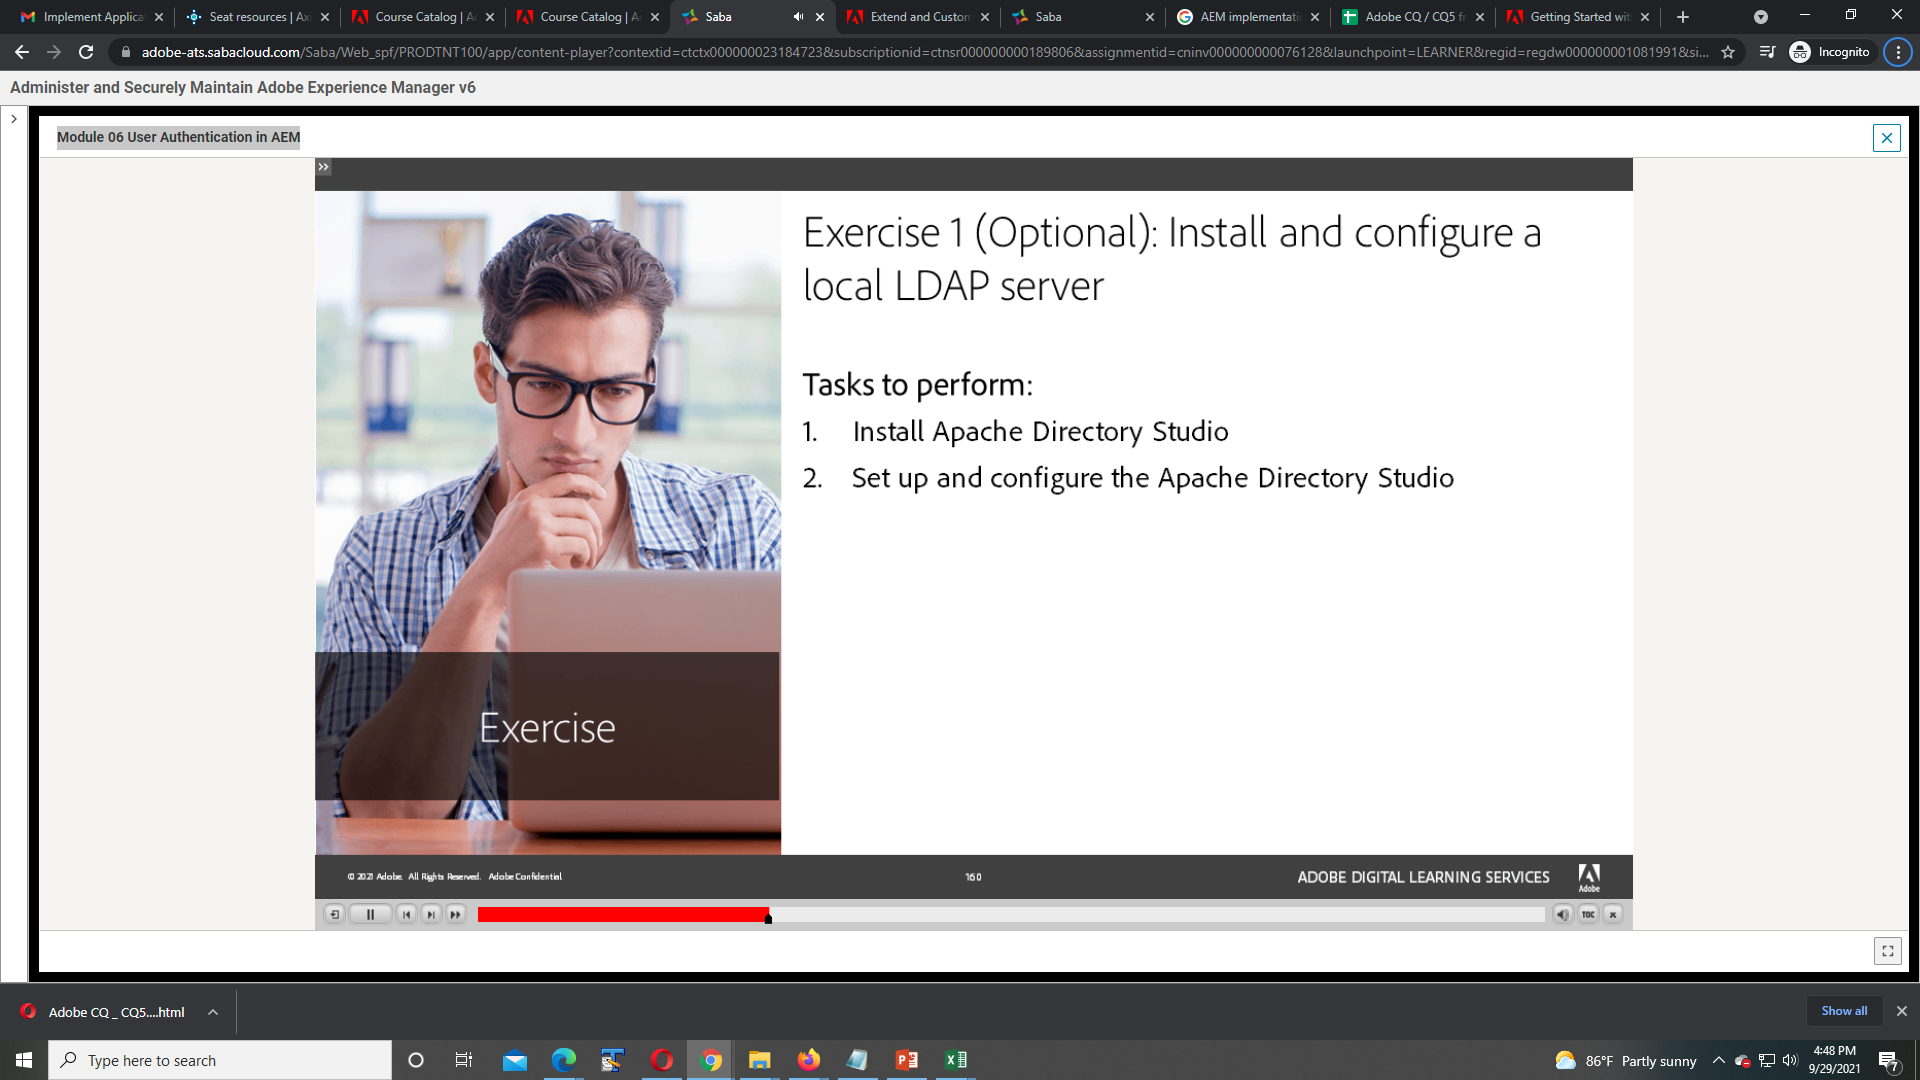 Implement Applica
Seat resources | Ax
Course Catalog | A
Course Catalog | A
Saba
Extend and Custom
Saba
AEM implementati
Adobe CQ / CQ5 f
Getting Started wit
adobe-ats.sabacloud.com/Saba/Web_spf/PRODTNT100/app/content-player?contextid=ctctx000000023184723&subscriptionid=ctnsr000000000189806&assignmentid=cninv000000000076128&launchpoint=LEARNER&regid=regdw000000001081991&si...
Incognito
Administer and Securely Maintain Adobe Experience Manager v6
Module 06 User Authentication in AEM
Exercise 1 (Optional): Install and configure a
local LDAP server
Tasks to perform:
1. Install Apache Directory Studio
2. Set up and configure the Apache Directory Studio
Exercise
© 2021 Adobe. All Rights Reserved. Adobe Confidential
160
ADOBE DIGITAL LEARNING SERVICES
Adobe
TOC
Adobe CQ _ CQ5....html
Show all
Type here to search
86°F Partly sunny
4:48 PM
9/29/2021
7